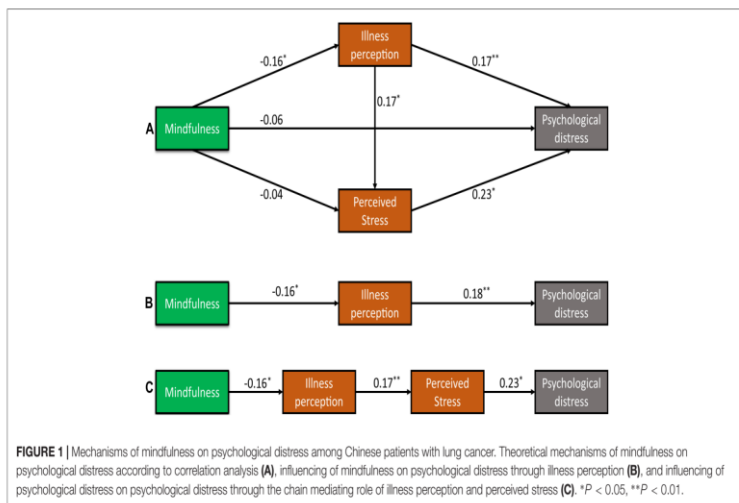 Illness
perception
-0.16*
0.17**
0.17*
A
Mindfulness
-0.06
Psychological
distress
-0.04
0.23*
Perceived
Stress
B
Mindfulness
-0.16*
Illness
perception
0.18**
Psychological
distress
C
Mindfulness
-0.16*
Illness
perception
0.17**
Perceived
Stress
0.23*
Psychological
distress
FIGURE 1 | Mechanisms of mindfulness on psychological distress among Chinese patients with lung cancer. Theoretical mechanisms of mindfulness on
psychological distress according to correlation analysis (A), influencing of mindfulness on psychological distress through illness perception (B), and influencing of
psychological distress on psychological distress through the chain mediating role of illness perception and perceived stress (C). *P < 0.05, **P < 0.01.